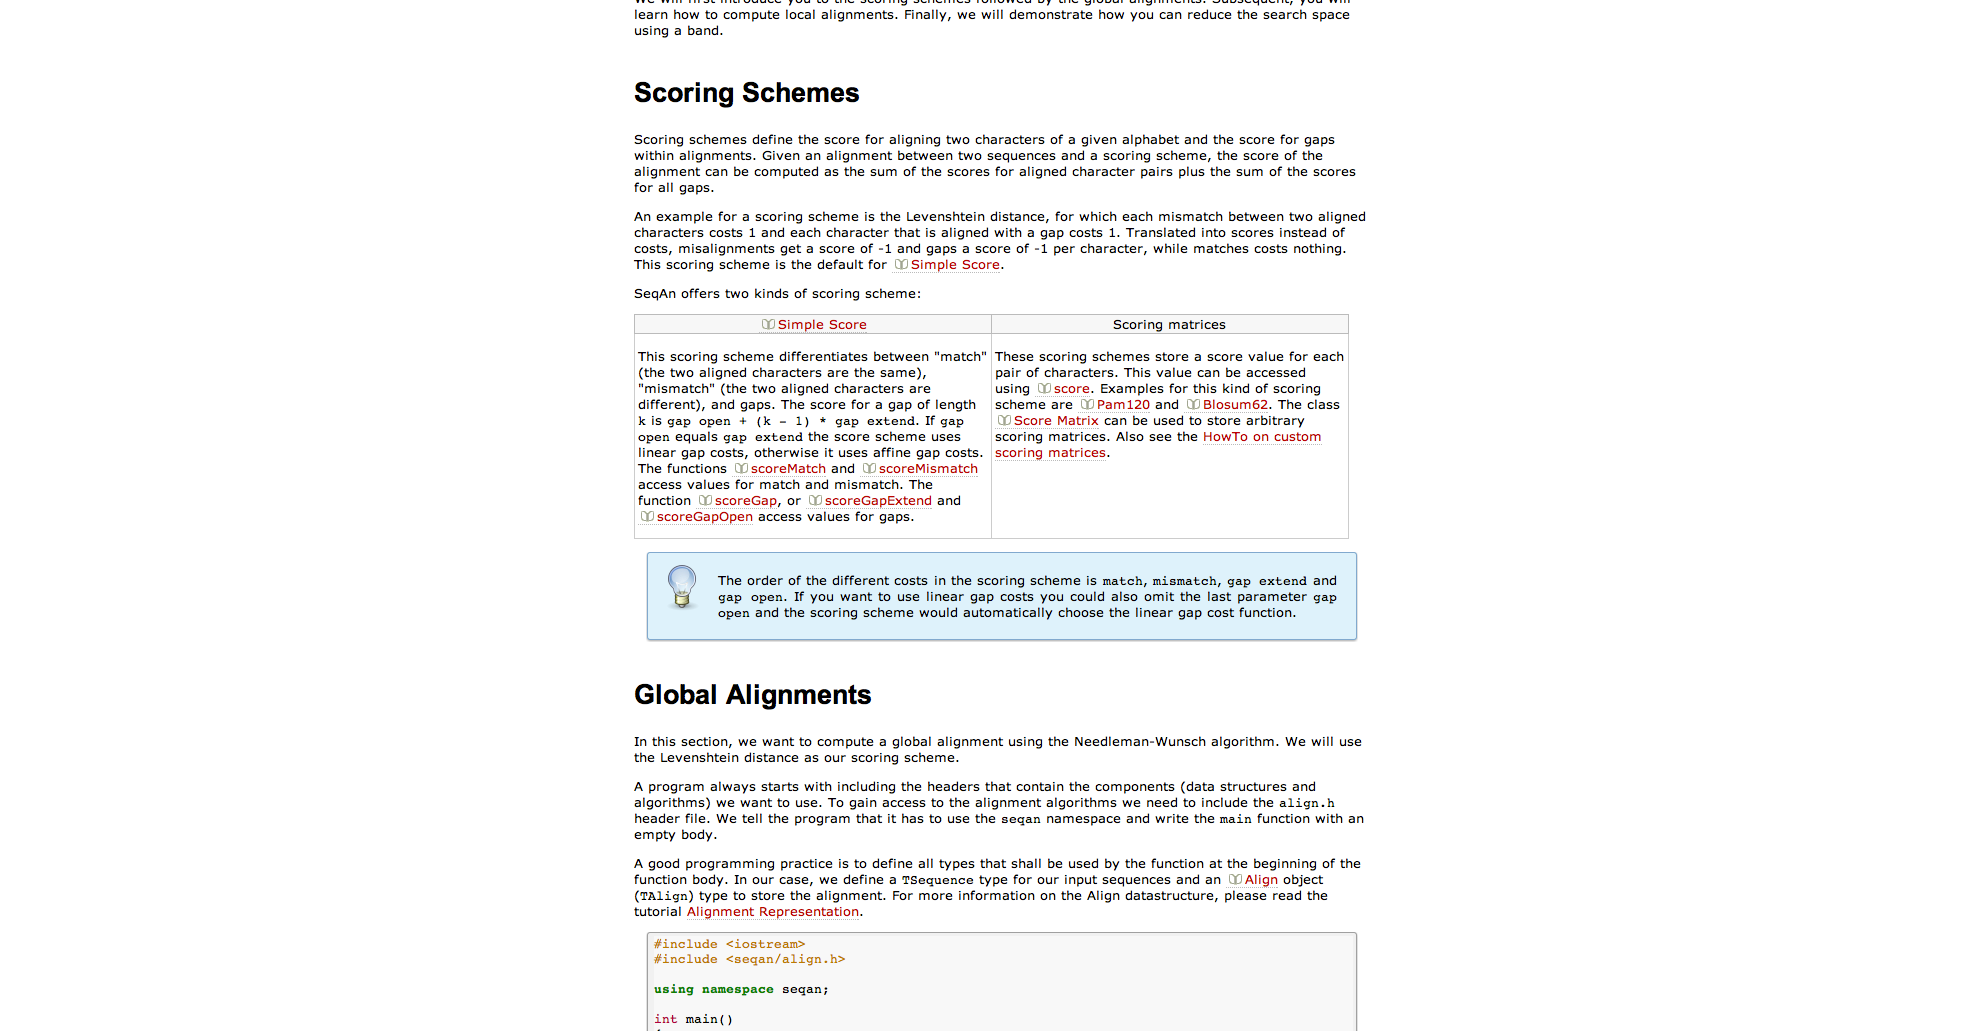 We will first introduce you to the scoring schemes followed by the global alignments. Subsequent, you will
learn how to compute local alignments. Finally, we will demonstrate how you can reduce the search space
using a band.
Scoring Schemes
Scoring schemes define the score for aligning two characters of a given alphabet and the score for gaps
within alignments. Given an alignment between two sequences and a scoring scheme, the score of the
alignment can be computed as the sum of the scores for aligned character pairs plus the sum of the scores
for all gaps.
An example for a scoring scheme is the Levenshtein distance, for which each mismatch between two aligned
characters costs 1 and each character that is aligned with a gap costs 1. Translated into scores instead of
costs, misalignments get a score of -1 and gaps a score of -1 per character, while matches costs nothing.
This scoring scheme is the default for Simple Score.
SeqAn offers two kinds of scoring scheme:
Simple Score
This scoring scheme differentiates between "match"
(the two aligned characters are the same),
"mismatch" (the two aligned characters are
different), and gaps. The score for a gap of length
k is gap open + (k - 1) * gap extend. If gap
open equals gap extend the score scheme uses
linear gap costs, otherwise it uses affine gap costs.
The functions scoreMatch and scoreMismatch
access values for match and mismatch. The
function scoreGap, or scoreGapExtend and
scoreGapOpen access values for gaps.
Scoring matrices
These scoring schemes store a score value for each
pair of characters. This value can be accessed
using score. Examples for this kind of scoring
scheme are Pam120 and Blosum62. The class
Score Matrix can be used to store arbitrary
scoring matrices. Also see the HowTo on custom
scoring matrices.
The order of the different costs in the scoring scheme is match, mismatch, gap extend and
gap open. If you want to use linear gap costs you could also omit the last parameter gap
open and the scoring scheme would automatically choose the linear gap cost function.
Global Alignments
In this section, we want to compute a global alignment using the Needleman-Wunsch algorithm. We will use
the Levenshtein distance as our scoring scheme.
A program always starts with including the headers that contain the components (data structures and
algorithms) we want to use. To gain access to the alignment algorithms we need to include the align.h
header file. We tell the program that it has to use the seqan namespace and write the main function with an
empty body.
A good programming practice is to define all types that shall be used by the function at the beginning of the
function body. In our case, we define a TSequence type for our input sequences and an Align object
(TAlign) type to store the alignment. For more information on the Align datastructure, please read the
tutorial Alignment Representation.
#include <iostream>
#include <seqan/align.h>
using namespace seqan;
int main()